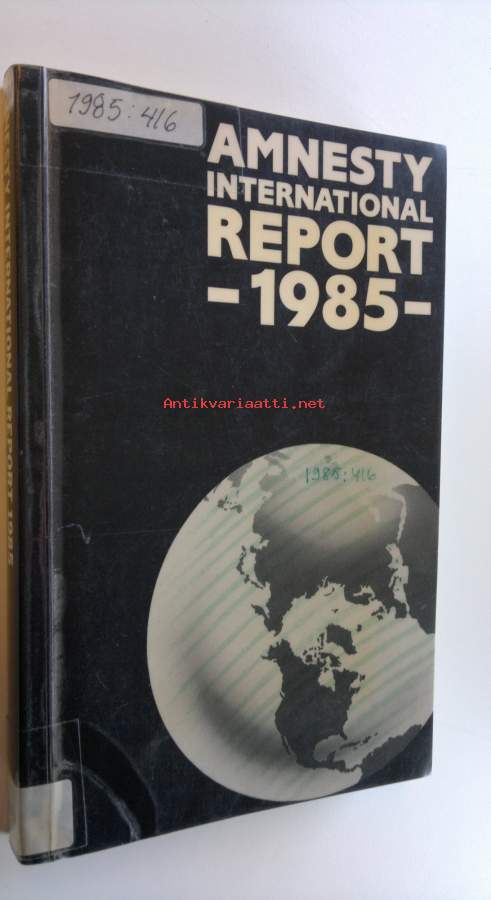 1985:416
AMNESTY
INTERNATIONAL
REPORT
-1985-
Antikvariaatti.net
1985:416
AMNESTY INTERNATIONAL REPORT 1985